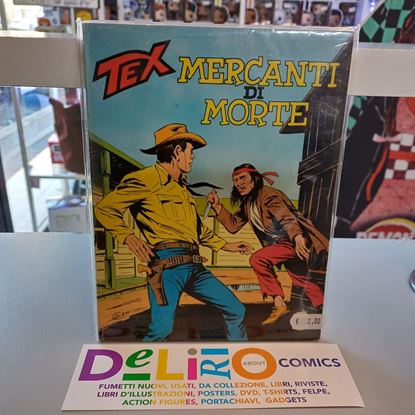 TEX
MERCANTI
DI
MORTE
€ 2,00
DeLiRiO ABOUT COMICS
FUMETTI NUOVI, USATI, DA COLLEZIONE, LIBRI, RIVISTE,
LIBRI D'ILLUSTRAZIONI, POSTERS, DVD, T-SHIRTS, FELPE,
ACTION FIGURES, PORTACHIAVI, GADGETS